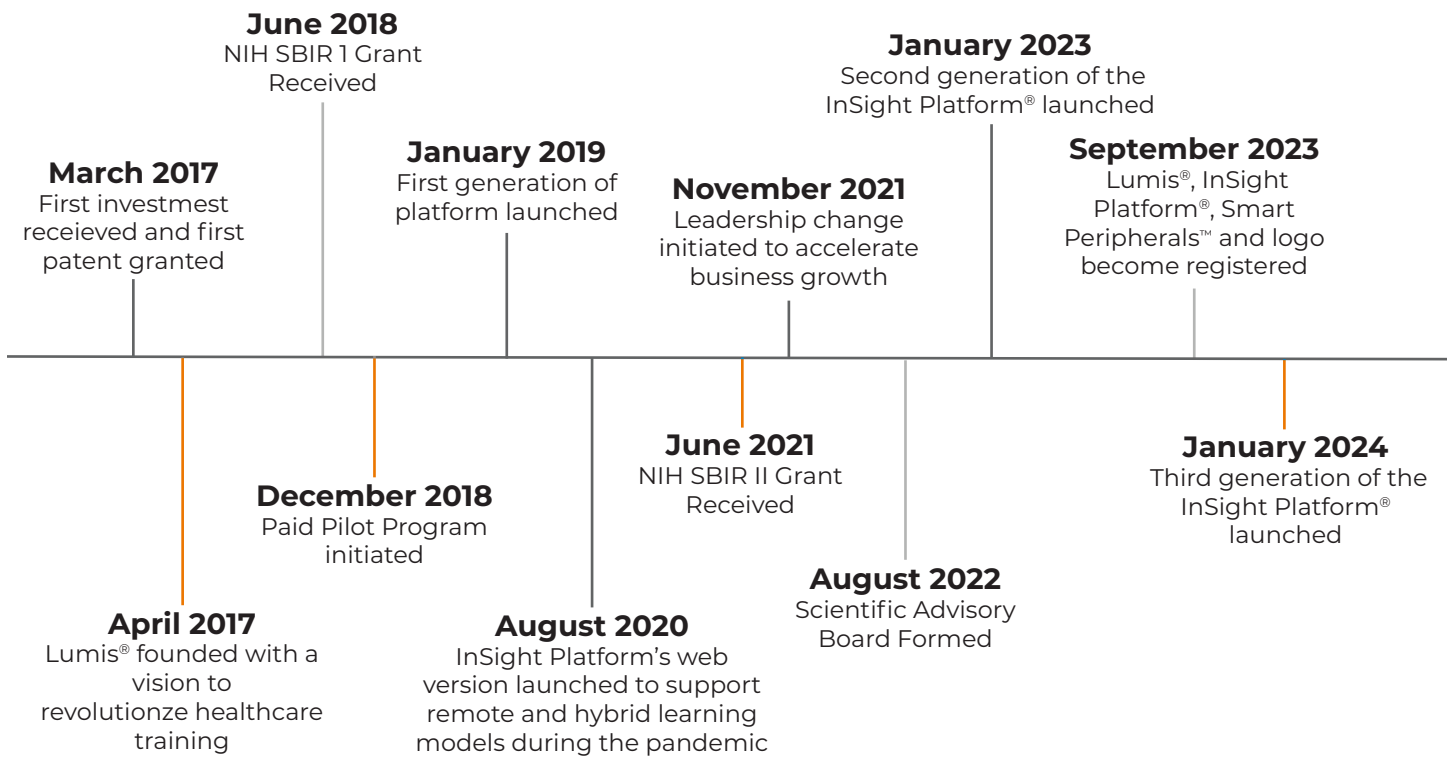 June 2018
NIH SBIR 1 Grant
Received
January 2023
Second generation of the
InSight Platform® launched
March 2017
First investmest
receieved and first
patent granted
January 2019
First generation of
platform launched
November 2021
Leadership change
initiated to accelerate
business growth
September 2023
Lumis®, InSight
Platform®, Smart
Peripherals™ and logo
become registered
April 2017
Lumis® founded with a
vision to
revolutionze healthcare
training
December 2018
Paid Pilot Program
initiated
August 2020
InSight Platform’s web
version launched to support
remote and hybrid learning
models during the pandemic
June 2021
NIH SBIR II Grant
Received
August 2022
Scientific Advisory
Board Formed
January 2024
Third generation of the
InSight Platform®
launched